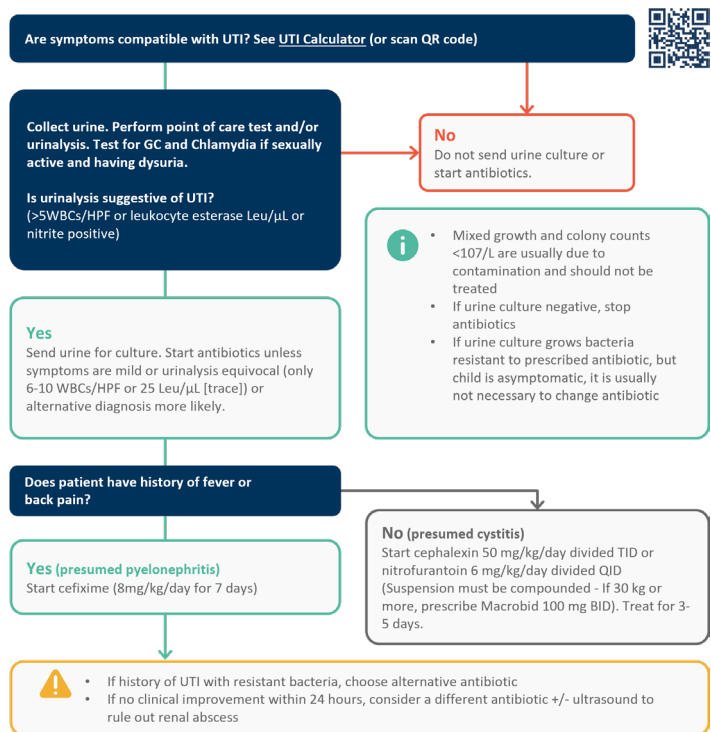 Are symptoms compatible with UTI? See UTI Calculator (or scan QR code)
Collect urine. Perform point of care test and/or
urinalysis. Test for GC and Chlamydia if sexually
active and having dysuria.
Is urinalysis suggestive of UTI?
(>5WBCs/HPF or leukocyte esterase Leu/µL or
nitrite positive)
No
Do not send urine culture or
start antibiotics.
• Mixed growth and colony counts
<107/L are usually due to
contamination and should not be
treated
• If urine culture negative, stop
antibiotics
• If urine culture grows bacteria
resistant to prescribed antibiotic, but
child is asymptomatic, it is usually
not necessary to change antibiotic
Yes
Send urine for culture. Start antibiotics unless
symptoms are mild or urinalysis equivocal (only
6-10 WBCs/HPF or 25 Leu/µL [trace]) or
alternative diagnosis more likely.
Does patient have history of fever or
back pain?
Yes (presumed pyelonephritis)
Start cefixime (8mg/kg/day for 7 days)
No (presumed cystitis)
Start cephalexin 50 mg/kg/day divided TID or
nitrofurantoin 6 mg/kg/day divided QID
(Suspension must be compounded - If 30 kg or
more, prescribe Macrobid 100 mg BID). Treat for 3-
5 days.
• If history of UTI with resistant bacteria, choose alternative antibiotic
• If no clinical improvement within 24 hours, consider a different antibiotic +/- ultrasound to
rule out renal abscess